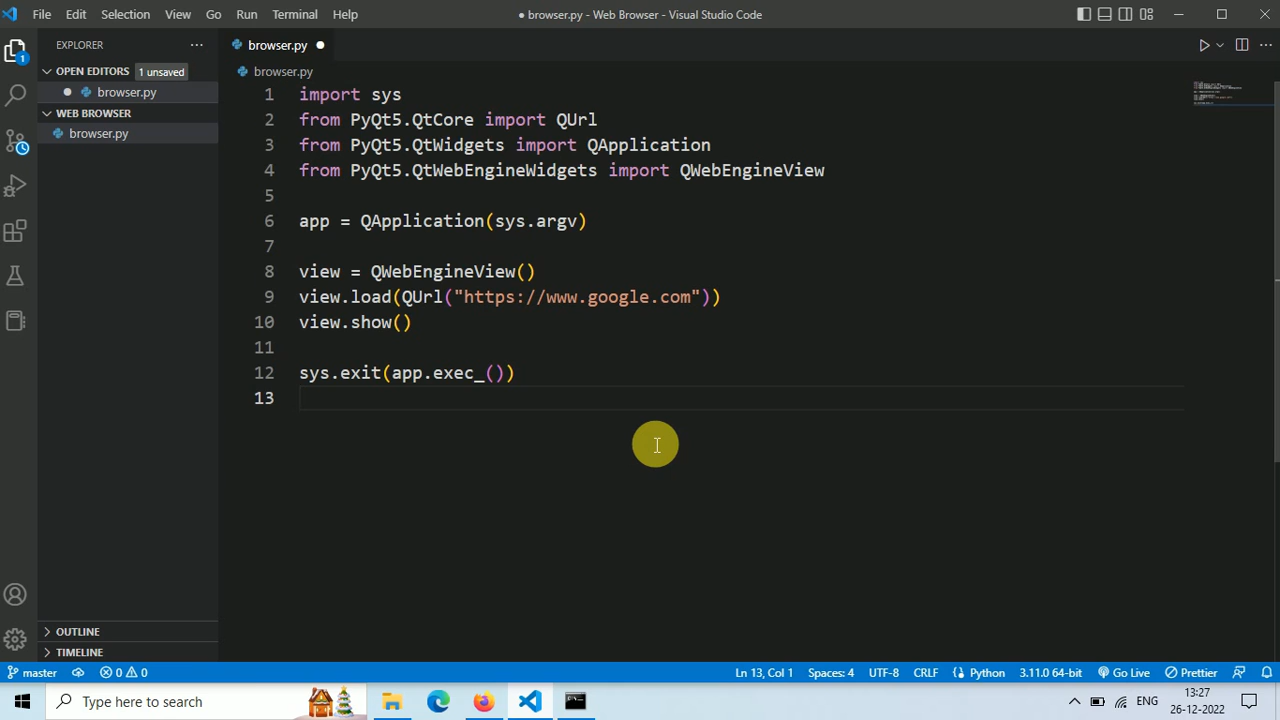 File Edit Selection View Go Run Terminal Help ● browser.py - Web Browser - Visual Studio Code
EXPLORER ··· browser.py ●
OPEN EDITORS 1 unsaved
● browser.py
WEB BROWSER
browser.py
browser.py
1 import sys
2 from PyQt5.QtCore import QUrl
3 from PyQt5.QtWidgets import QApplication
4 from PyQt5.QtWebEngineWidgets import QWebEngineView
5
6 app = QApplication(sys.argv)
7
8 view = QWebEngineView()
9 view.load(QUrl("https://www.google.com"))
10 view.show()
11
12 sys.exit(app.exec_())
13
1
OUTLINE
TIMELINE
master 0 0 Ln 13, Col 1 Spaces: 4 UTF-8 CRLF Python 3.11.0 64-bit Go Live Prettier
Type here to search ENG 13:27
26-12-2022